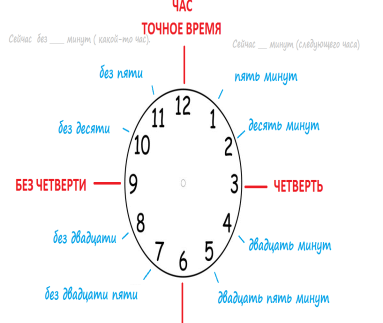 ЧАС
ТОЧНОЕ ВРЕМЯ
Сейчас без ___ минут ( какой-то час).
Сейчас __ минут (следующего часа)
без пяти
пять минут
12
11
1
без десяти
десять минут
10
2
БЕЗ ЧЕТВЕРТИ
9
3
ЧЕТВЕРТЬ
8
4
без двадцати
двадцать минут
7
5
6
без двадцати пяти
двадцать пять минут